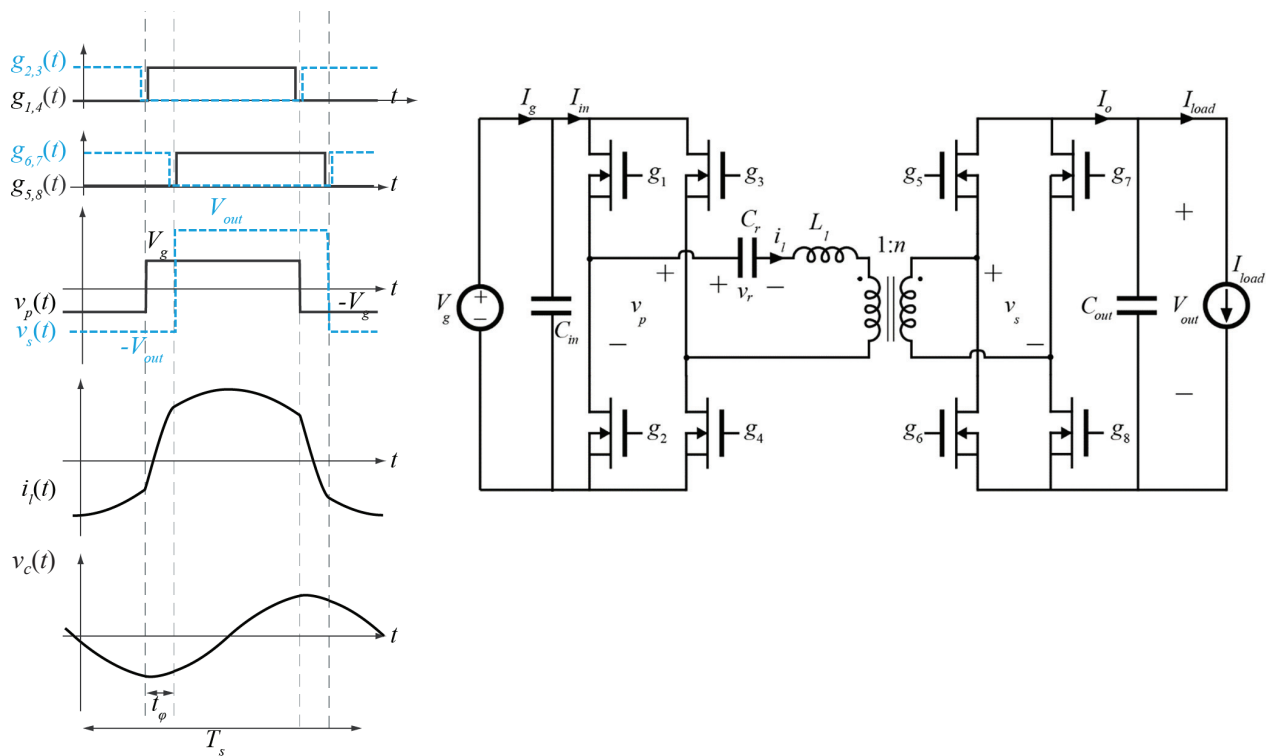 g2,3(t)
g1,4(t)
t
g6,7(t)
g5,8(t)
t
Vout
Vg
t
vp(t)
-Vg
vs(t)
-Vout
t
il(t)
vc(t)
t
tφ
Ts
Ig
Iin
g1
g3
Cr
il
Ll
1:n
+
+
vr
−
Vg
+
−
Cin
vp
−
g2
g4
Io
Iload
g5
g7
+
+
vs
−
Cout
Vout
Iload
−
g6
g8